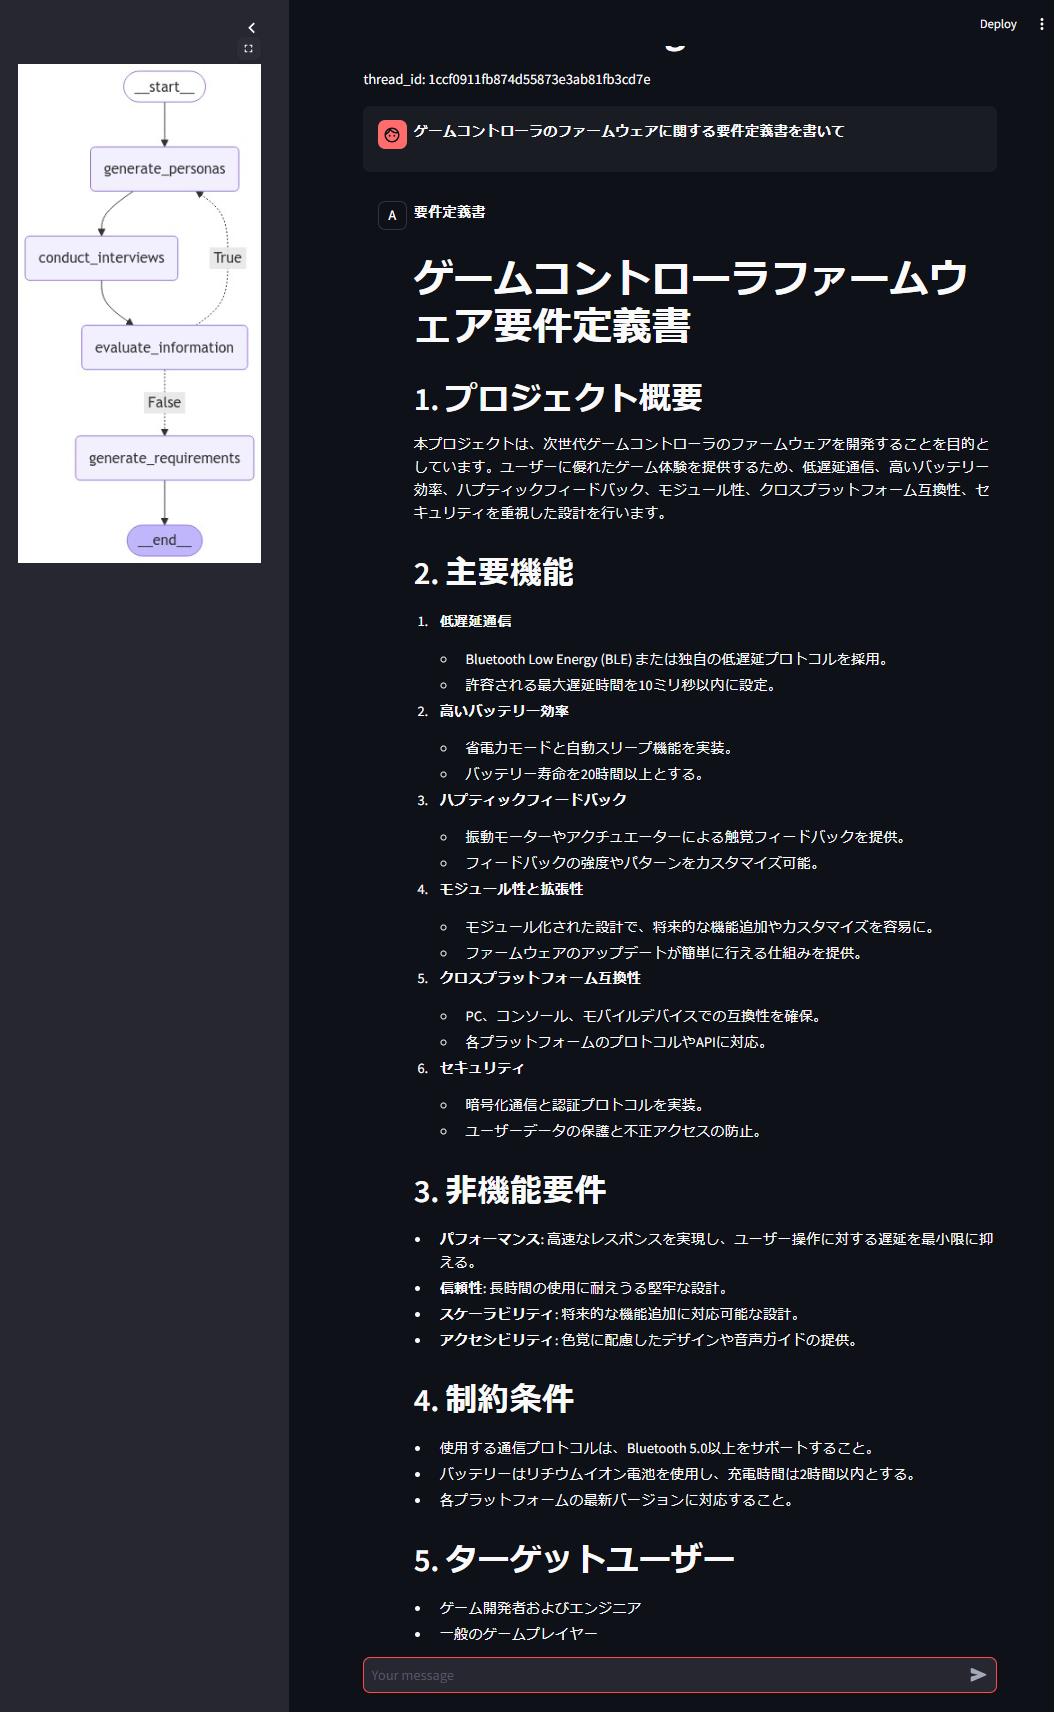 __start__
generate_personas
conduct_interviews
True
evaluate_information
False
generate_requirements
__end__
Deploy
thread_id: 1ccf0911fb874d55873e3ab81fb3cd7e
ゲームコントローラのファームウェアに関する要件定義書を書いて
A
要件定義書
ゲームコントローラファームウ
ェア要件定義書
1. プロジェクト概要
本プロジェクトは、次世代ゲームコントローラのファームウェアを開発することを目的と
しています。ユーザーに優れたゲーム体験を提供するため、低遅延通信、高いバッテリー
効率、ハプティックフィードバック、モジュール性、クロスプラットフォーム互換性、セ
キュリティを重視した設計を行います。
2. 主要機能
1. 低遅延通信
Bluetooth Low Energy (BLE) または独自の低遅延プロトコルを採用。
許容される最大遅延時間を10ミリ秒以内に設定。
2. 高いバッテリー効率
省電力モードと自動スリープ機能を実装。
バッテリー寿命を20時間以上とする。
3. ハプティックフィードバック
振動モーターやアクチュエーターによる触覚フィードバックを提供。
フィードバックの強度やパターンをカスタマイズ可能。
4. モジュール性と拡張性
モジュール化された設計で、将来的な機能追加やカスタマイズを容易に。
ファームウェアのアップデートが簡単に行える仕組みを提供。
5. クロスプラットフォーム互換性
PC、コンソール、モバイルデバイスでの互換性を確保。
各プラットフォームのプロトコルやAPIに対応。
6. セキュリティ
暗号化通信と認証プロトコルを実装。
ユーザーデータの保護と不正アクセスの防止。
3. 非機能要件
パフォーマンス: 高速なレスポンスを実現し、ユーザー操作に対する遅延を最小限に抑
える。
信頼性: 長時間の使用に耐えうる堅牢な設計。
スケーラビリティ: 将来的な機能追加に対応可能な設計。
アクセシビリティ: 色覚に配慮したデザインや音声ガイドの提供。
4. 制約条件
使用する通信プロトコルは、Bluetooth 5.0以上をサポートすること。
バッテリーはリチウムイオン電池を使用し、充電時間は2時間以内とする。
各プラットフォームの最新バージョンに対応すること。
5. ターゲットユーザー
ゲーム開発者およびエンジニア
一般のゲームプレイヤー
Your message